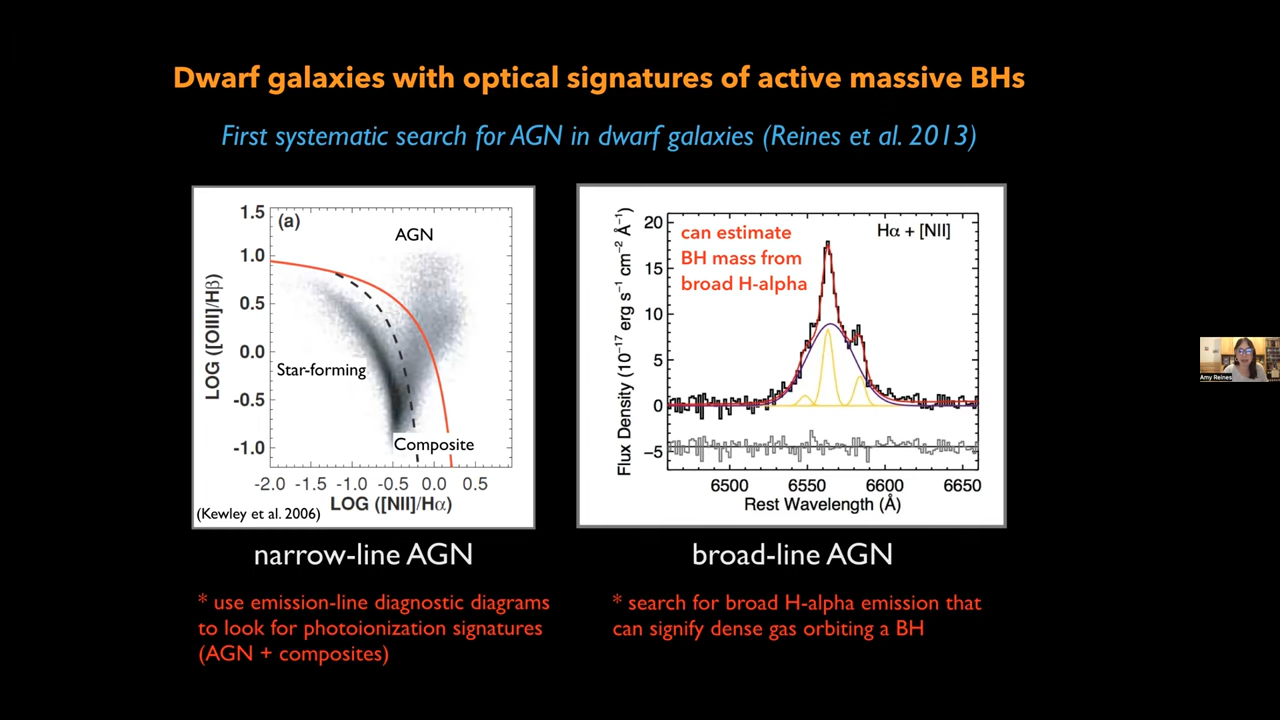 Dwarf galaxies with optical signatures of active massive BHs
First systematic search for AGN in dwarf galaxies (Reines et al. 2013)
(a)
AGN
Star-forming
Composite
LOG ([OIII]/Hβ)
1.5
1.0
0.5
0.0
-0.5
-1.0
-2.0 -1.5 -1.0 -0.5 0.0 0.5
LOG ([NII]/Hα)
(Kewley et al. 2006)
can estimate
BH mass from
broad H-alpha
Hα + [NII]
Flux Density (10⁻¹⁷ erg s⁻¹ cm⁻² Å⁻¹)
20
15
10
5
0
−5
6500 6550 6600 6650
Rest Wavelength (Å)
Amy Reines
narrow-line AGN
* use emission-line diagnostic diagrams
to look for photoionization signatures
(AGN + composites)
broad-line AGN
* search for broad H-alpha emission that
can signify dense gas orbiting a BH